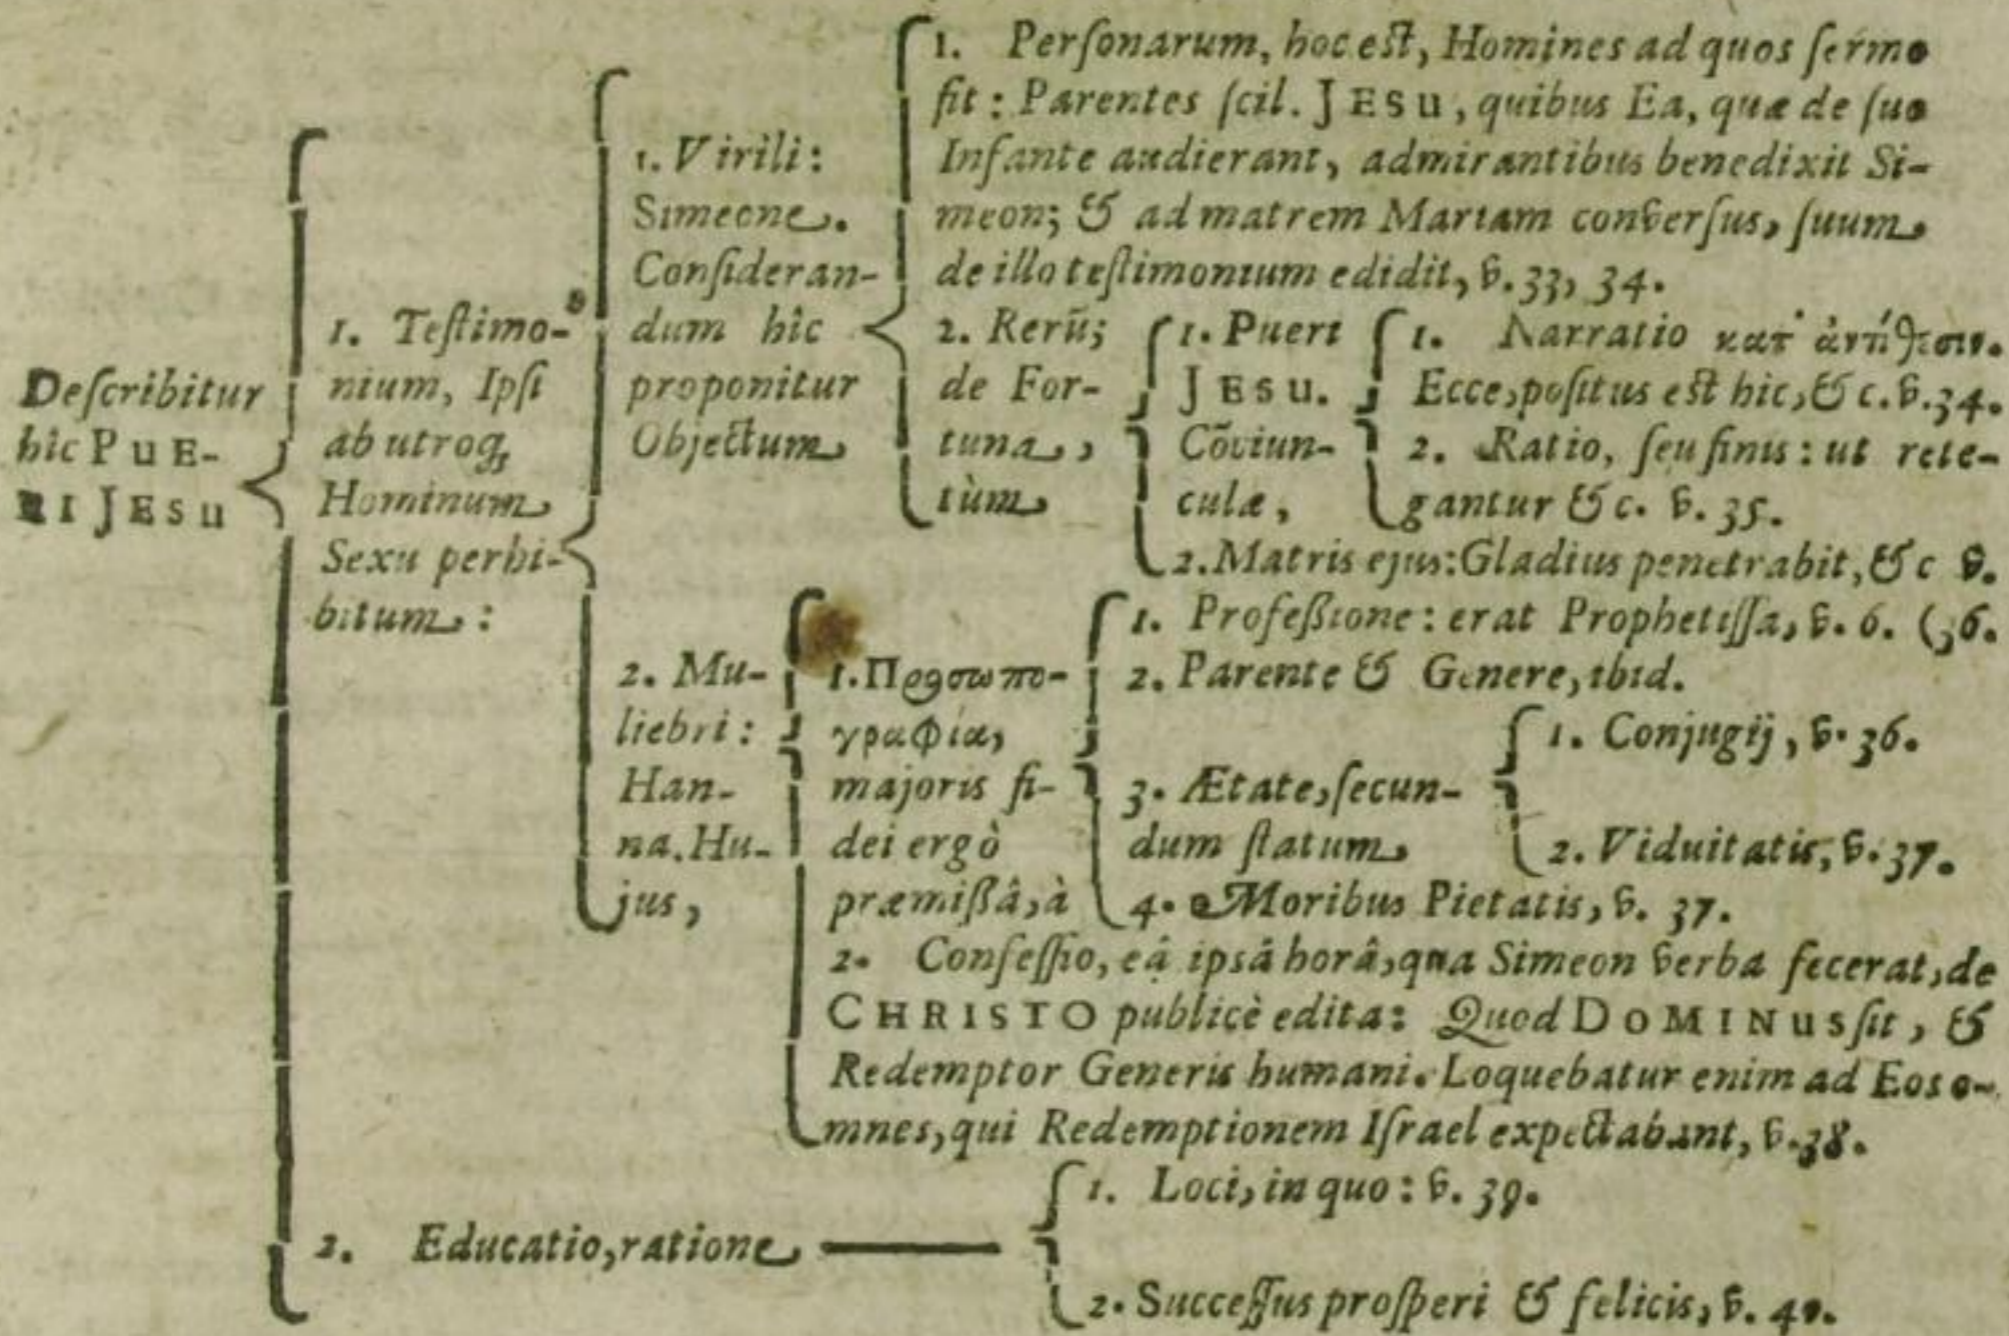 Describitur
hic PUE-
RI JESU
1. Testimo-
nium, Ipsi
ab utroq,
Hominum
Sexu perhi-
bitum:
1. Virili:
Simeone.
Consideran-
dum hîc
proponitur
Objectum
1. Personarum, hoc est, Homines ad quos sermo
fit: Parentes scil. JESU, quibus Ea, quæ de suo
Infante audierant, admirantibus benedixit Si-
meon; & ad matrem Mariam conversus, suum
de illo testimonium edidit, v. 33, 34.
2. Rerū;
de For-
tuna,
tùm
1. Pueri
JESU.
Cōviun-
culæ,
1. Narratio κατ' ἀντίθεσιν.
Ecce, positus est hic, & c. v. 34.
2. Ratio, seu finis: ut rete-
gantur & c. v. 35.
2. Matris ejus: Gladius penetrabit, & c v.
(36.
2. Mu-
liebri:
Han-
na. Hu-
jus,
1. Προσωπο-
γραφία,
majoris fi-
dei ergò
præmissâ, à
1. Professione: erat Prophetissa, v. 6.
2. Parente & Genere, ibid.
3. Ætate, secun-
dum statum
1. Conjugij, v. 36.
2. Viduitatis, v. 37.
4. Moribus Pietatis, v. 37.
2. Confessio, eâ ipsâ horâ, qua Simeon verba fecerat, de
CHRISTO publicè edita: Quod DOMINUS sit, &
Redemptor Generis humani. Loquebatur enim ad Eos o-
mnes, qui Redemptionem Israel expectabant, v. 38.
2. Educatio, ratione
1. Loci, in quo: v. 39.
2. Successus prosperi & felicis, v. 40.